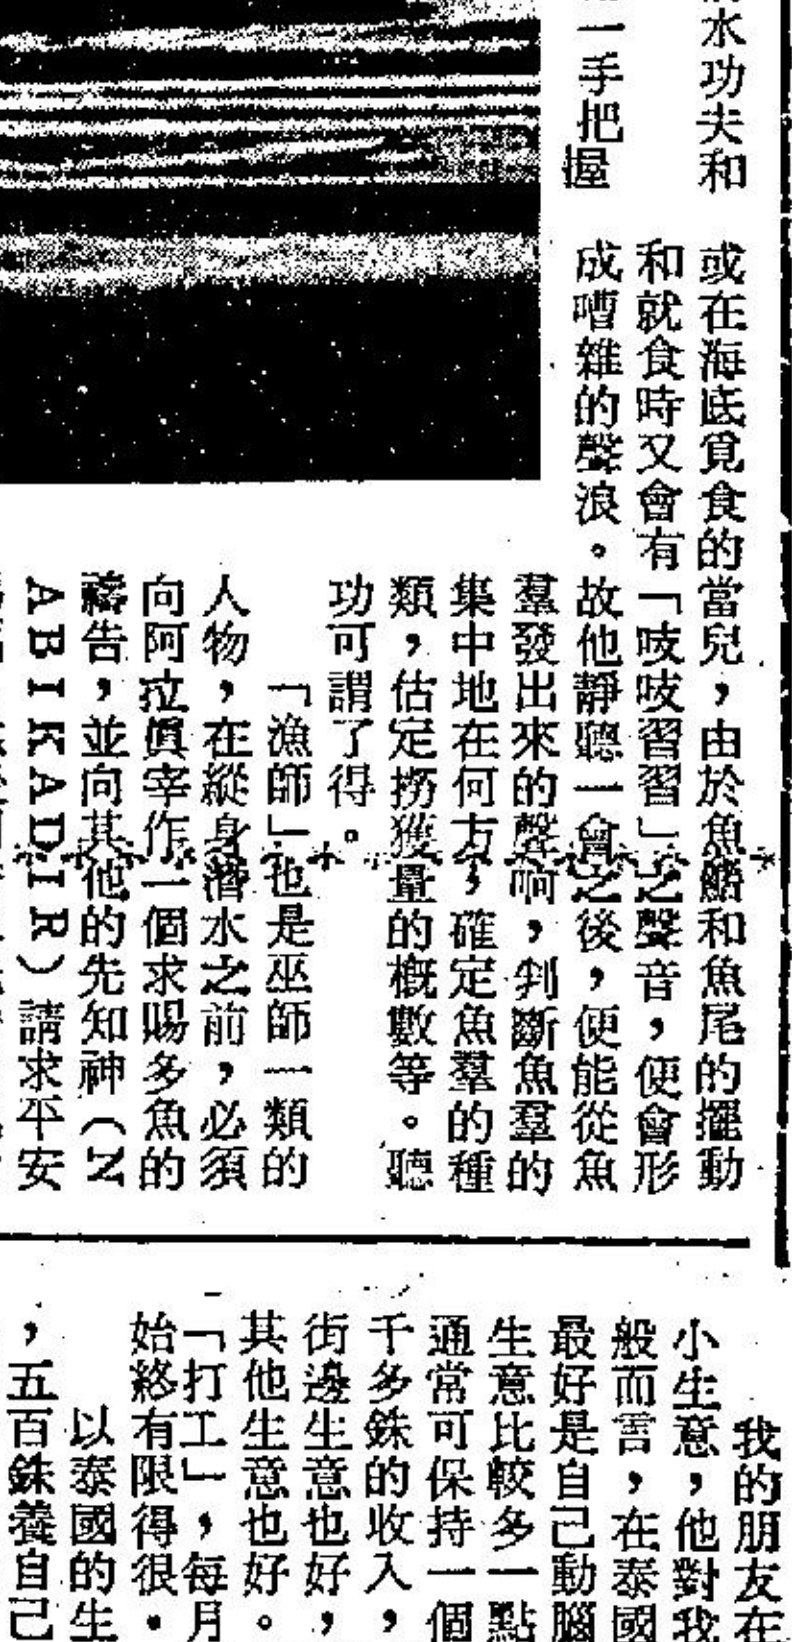 水功夫和
一手把握
或在海底覓食的當兒，由於魚鰭和魚尾的擺動
和就食時又會有「吱吱習習」之聲音，便會形
成嘈雜的聲浪。故他靜聽一會之後，便能從魚
羣發出來的聲响，判斷魚羣的
集中地在何方，確定魚羣的種
類，估定撈獲量的概數等。聽
功可謂了得。
「漁師」也是巫師一類的
人物，在縱身潛水之前，必須
向阿拉眞宰作一個求賜多魚的
禱告，並向其他的先知神（N
ABIKADIR）請求平安
我的朋友在
小生意，他對我
般而言，在泰國
最好是自己動腦
生意比較多一點
通常可保持一個
千多銖的收入，
街邊生意也好，
其他生意也好。
「打工」，每月
始終有限得很。
以泰國的生
，五百銖養自己